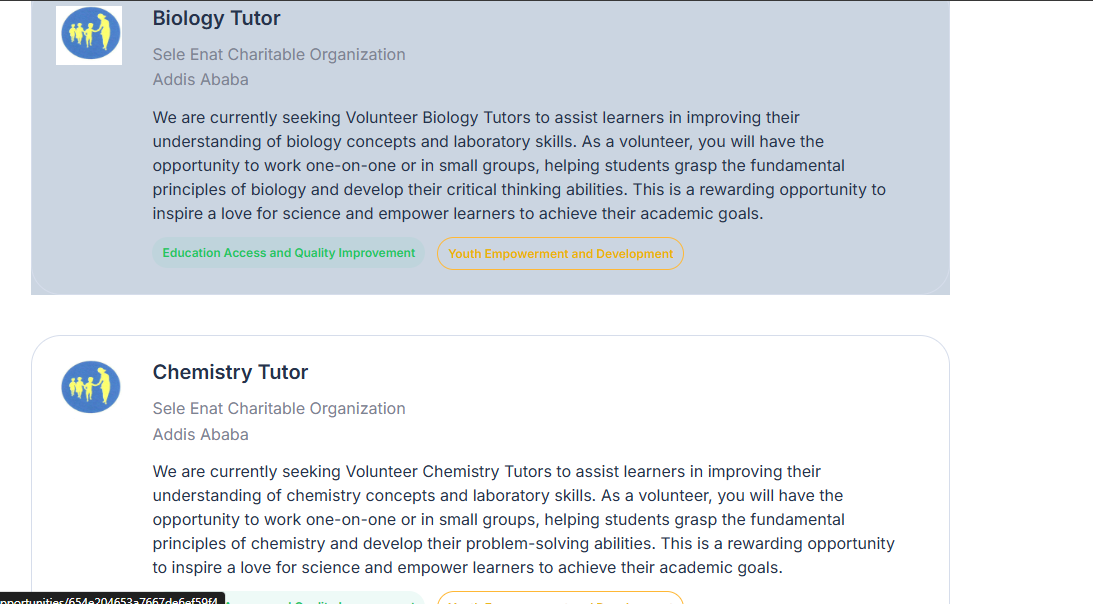 Biology Tutor
Sele Enat Charitable Organization
Addis Ababa
We are currently seeking Volunteer Biology Tutors to assist learners in improving their
understanding of biology concepts and laboratory skills. As a volunteer, you will have the
opportunity to work one-on-one or in small groups, helping students grasp the fundamental
principles of biology and develop their critical thinking abilities. This is a rewarding opportunity to
inspire a love for science and empower learners to achieve their academic goals.
Education Access and Quality Improvement Youth Empowerment and Development
Chemistry Tutor
Sele Enat Charitable Organization
Addis Ababa
We are currently seeking Volunteer Chemistry Tutors to assist learners in improving their
understanding of chemistry concepts and laboratory skills. As a volunteer, you will have the
opportunity to work one-on-one or in small groups, helping students grasp the fundamental
principles of chemistry and develop their problem-solving abilities. This is a rewarding opportunity
to inspire a love for science and empower learners to achieve their academic goals.